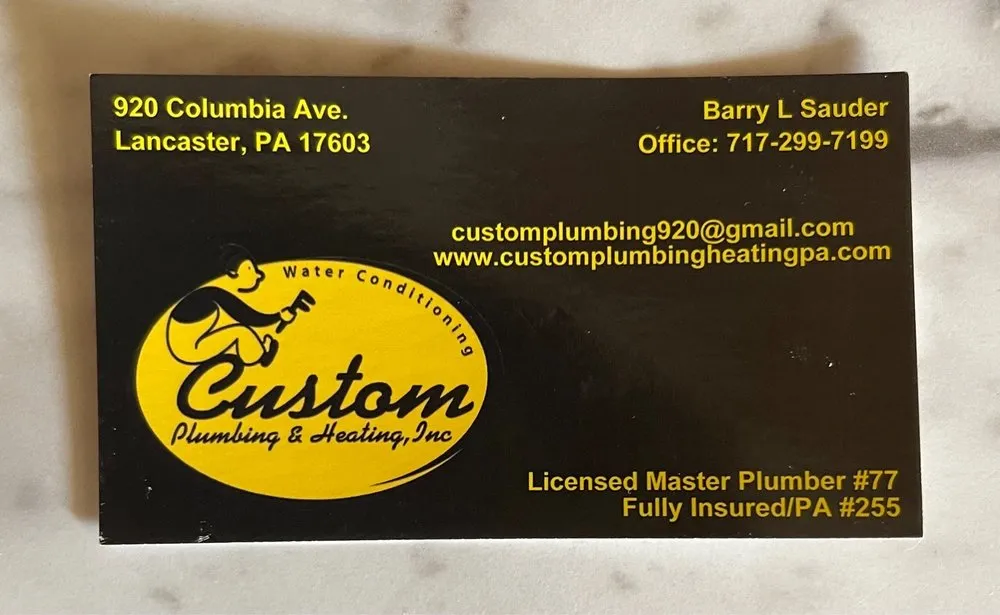 920 Columbia Ave.
Lancaster, PA 17603
Barry L Sauder
Office: 717-299-7199
customplumbing920@gmail.com
www.customplumbingheatingpa.com
Water Conditioning
Custom
Plumbing & Heating, Inc
Licensed Master Plumber #77
Fully Insured/PA #255